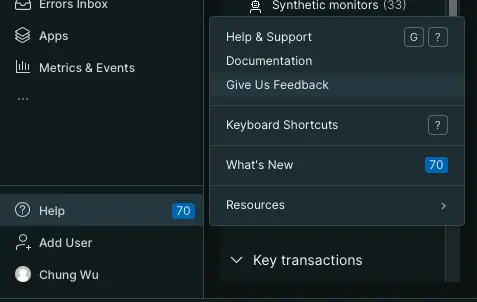 Errors Inbox
Apps
Metrics & Events
...
Help 70
Add User
Chung Wu
Synthetic monitors (33)
Help & Support G ?
Documentation
Give Us Feedback
Keyboard Shortcuts ?
What's New 70
Resources
Key transactions